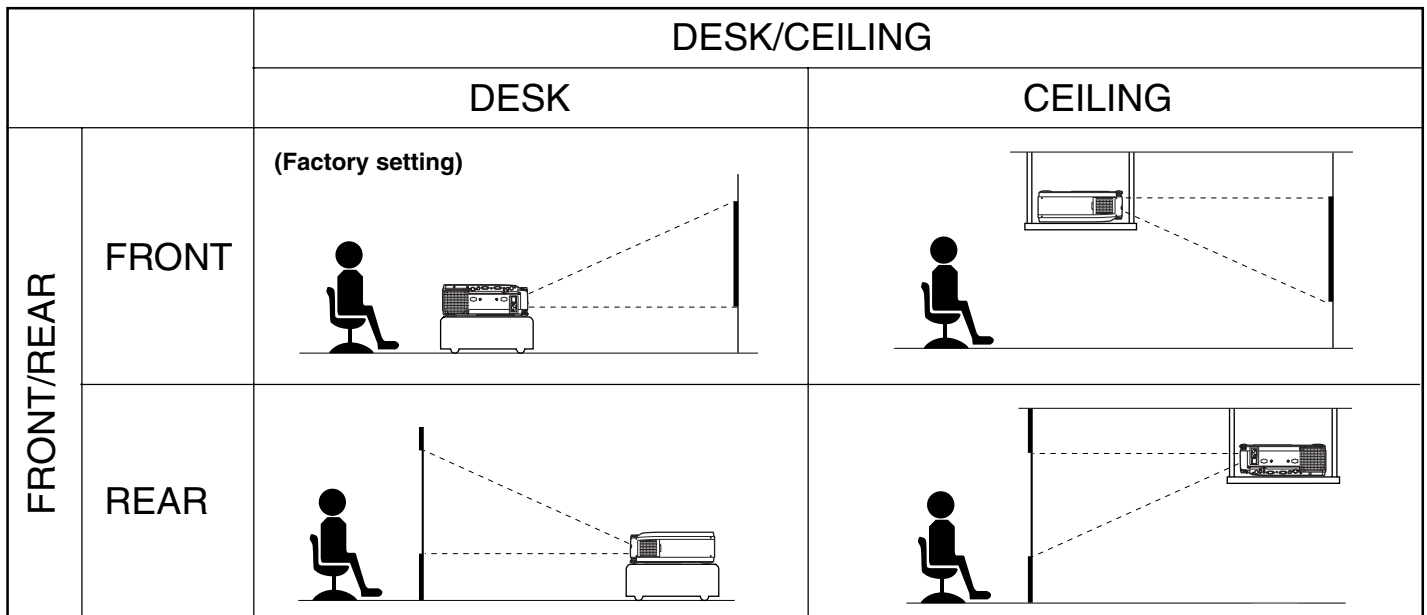 DESK/CEILING
DESK
CEILING
FRONT/REAR
FRONT
(Factory setting)
REAR